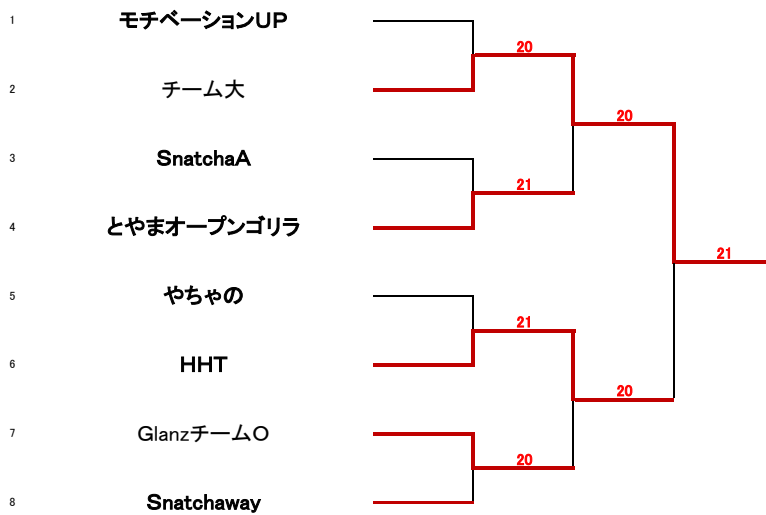 1 モチベーションUP
20
2 チーム大
20
3 SnatchaA
21
4 とやまオープンゴリラ
21
5 やちゃの
21
6 HHT
20
7 GlanzチームO
20
8 Snatchaway